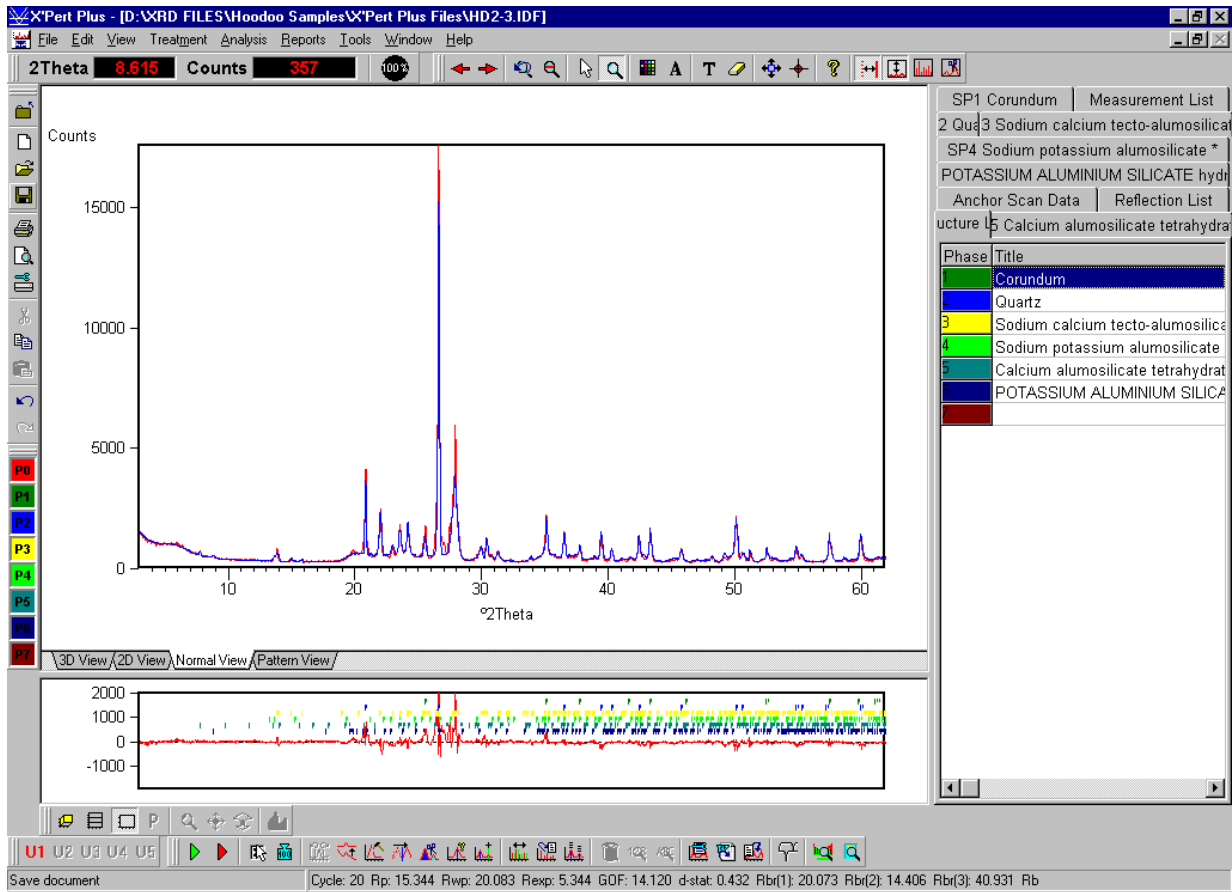 X'Pert Plus - [D:\XRD FILES\Hoodoo Samples\X'Pert Plus Files\HD2-3.IDF]
File Edit View Treatment Analysis Reports Tools Window Help
2Theta 8.615 Counts 357 100%
A T
SP1 Corundum Measurement List
2 Qua 3 Sodium calcium tecto-alumosilicat
SP4 Sodium potassium alumosilicate *
POTASSIUM ALUMINIUM SILICATE hydr
Anchor Scan Data Reflection List
ucture L 5 Calcium alumosilicate tetrahydrat
Phase Title
1 Corundum
2 Quartz
3 Sodium calcium tecto-alumosilica
4 Sodium potassium alumosilicate
5 Calcium alumosilicate tetrahydrat
POTASSIUM ALUMINIUM SILICA
7
Counts
15000
10000
5000
0
10 20 30 40 50 60
º2Theta
P0
P1
P2
P3
P4
P5
P6
P7
3D View 2D View Normal View Pattern View
2000
1000
0
-1000
P
U1 U2 U3 U4 U5
Save document Cycle: 20 Rp: 15.344 Rwp: 20.083 Rexp: 5.344 GOF: 14.120 d-stat: 0.432 Rbr(1): 20.073 Rbr(2): 14.406 Rbr(3): 40.931 Rb